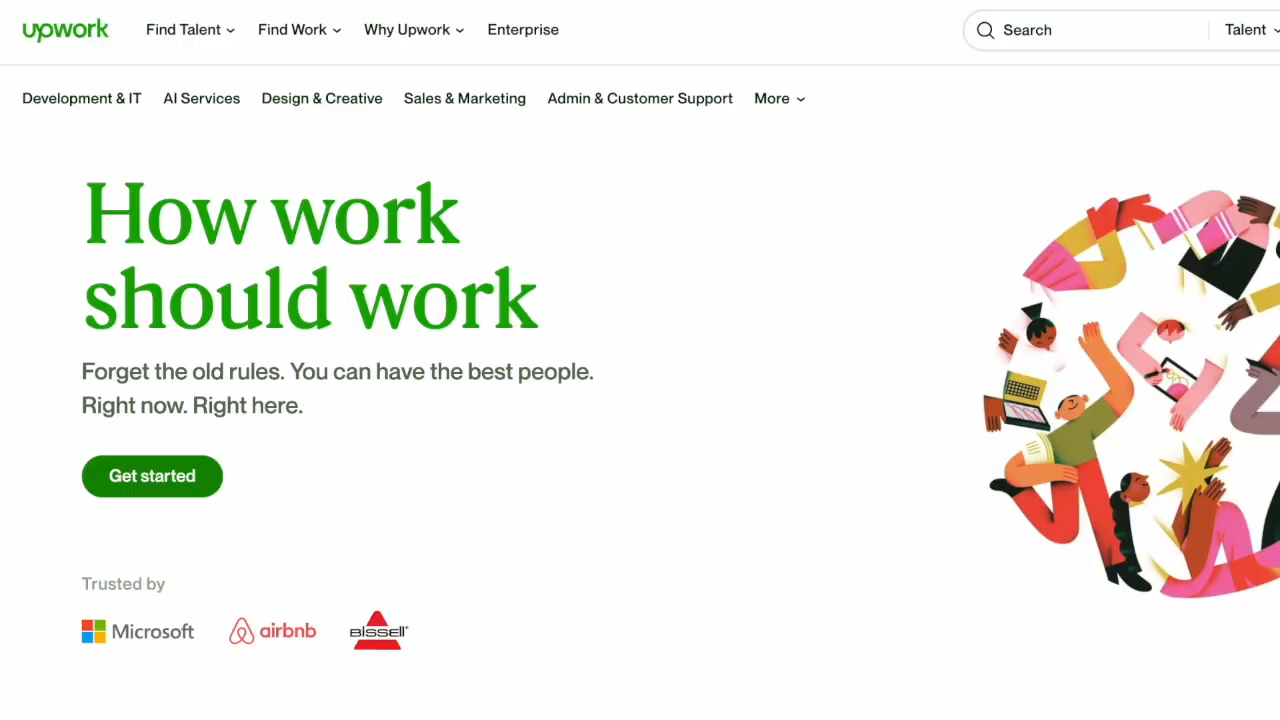 upwork
Find Talent
Find Work
Why Upwork
Enterprise
Search
Talent
Development & IT
AI Services
Design & Creative
Sales & Marketing
Admin & Customer Support
More
How work
should work
Forget the old rules. You can have the best people.
Right now. Right here.
Get started
Trusted by
Microsoft
airbnb
BISSELL